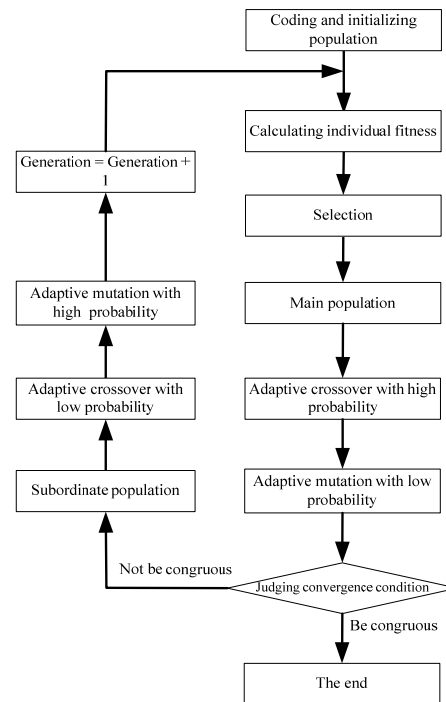 Coding and initializing
population
Calculating individual fitness
Generation = Generation +
1
Selection
Adaptive mutation with
high probability
Main population
Adaptive crossover with
low probability
Adaptive crossover with high
probability
Subordinate population
Adaptive mutation with low
probability
Not be congruous
Judging convergence condition
Be congruous
The end